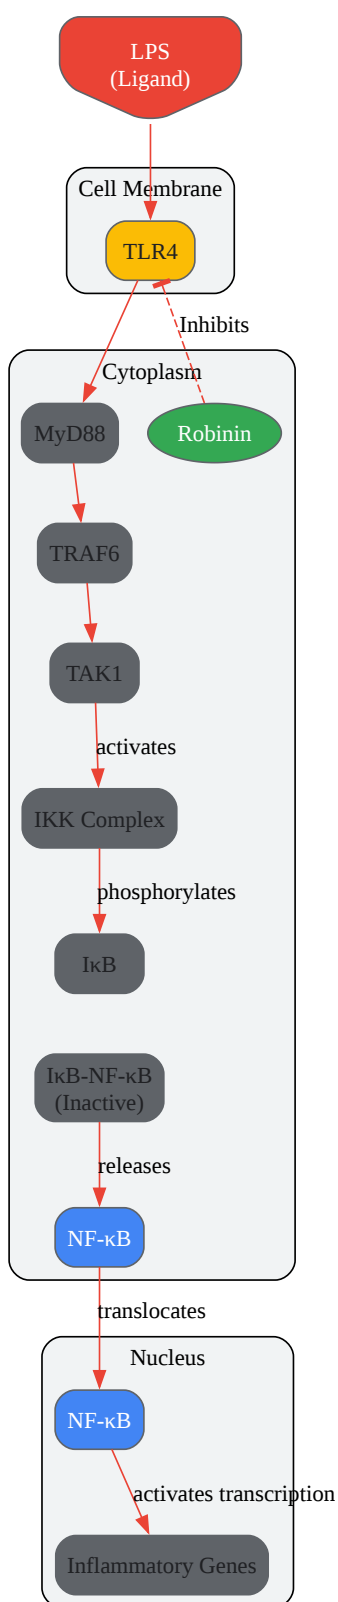 LPS
(Ligand)
Cell Membrane
TLR4
Inhibits
Cytoplasm
MyD88
Robinin
TRAF6
TAK1
activates
IKK Complex
phosphorylates
IκB
IκB-NF-κB
(Inactive)
releases
NF-κB
translocates
Nucleus
NF-κB
activates transcription
Inflammatory Genes